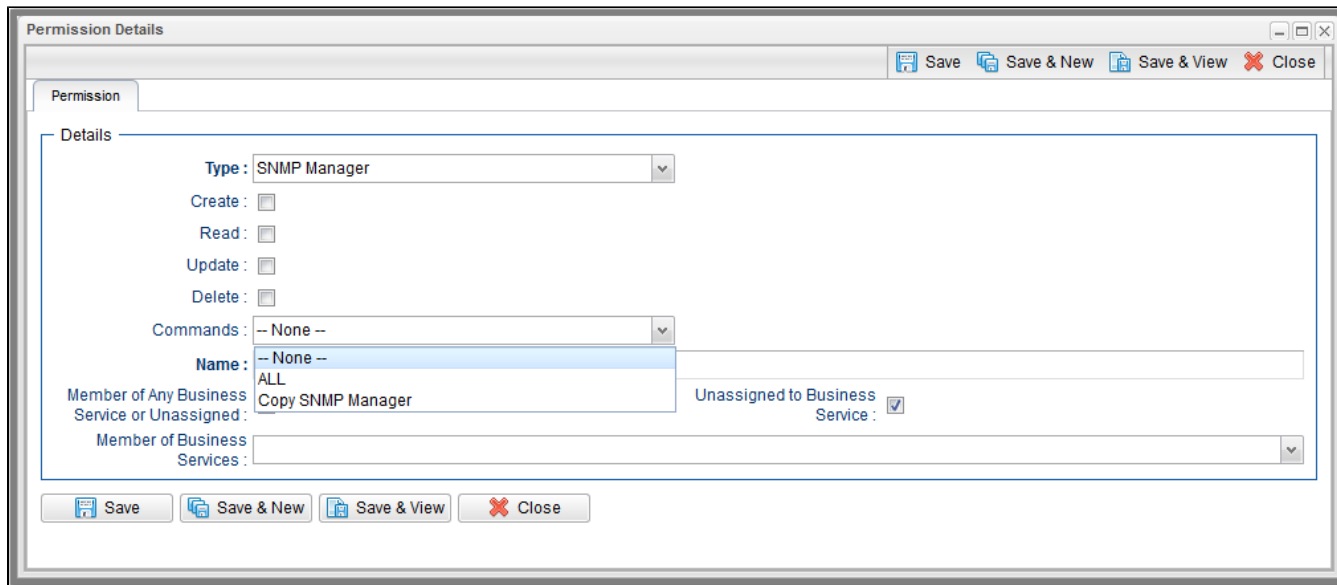 Permission Details
Save Save & New Save & View Close
Permission
Details
Type : SNMP Manager
Create :
Read :
Update :
Delete :
Commands : -- None --
Name :
-- None --
ALL
Copy SNMP Manager
Member of Any Business
Service or Unassigned :
Unassigned to Business
Service :
Member of Business
Services :
Save Save & New Save & View Close